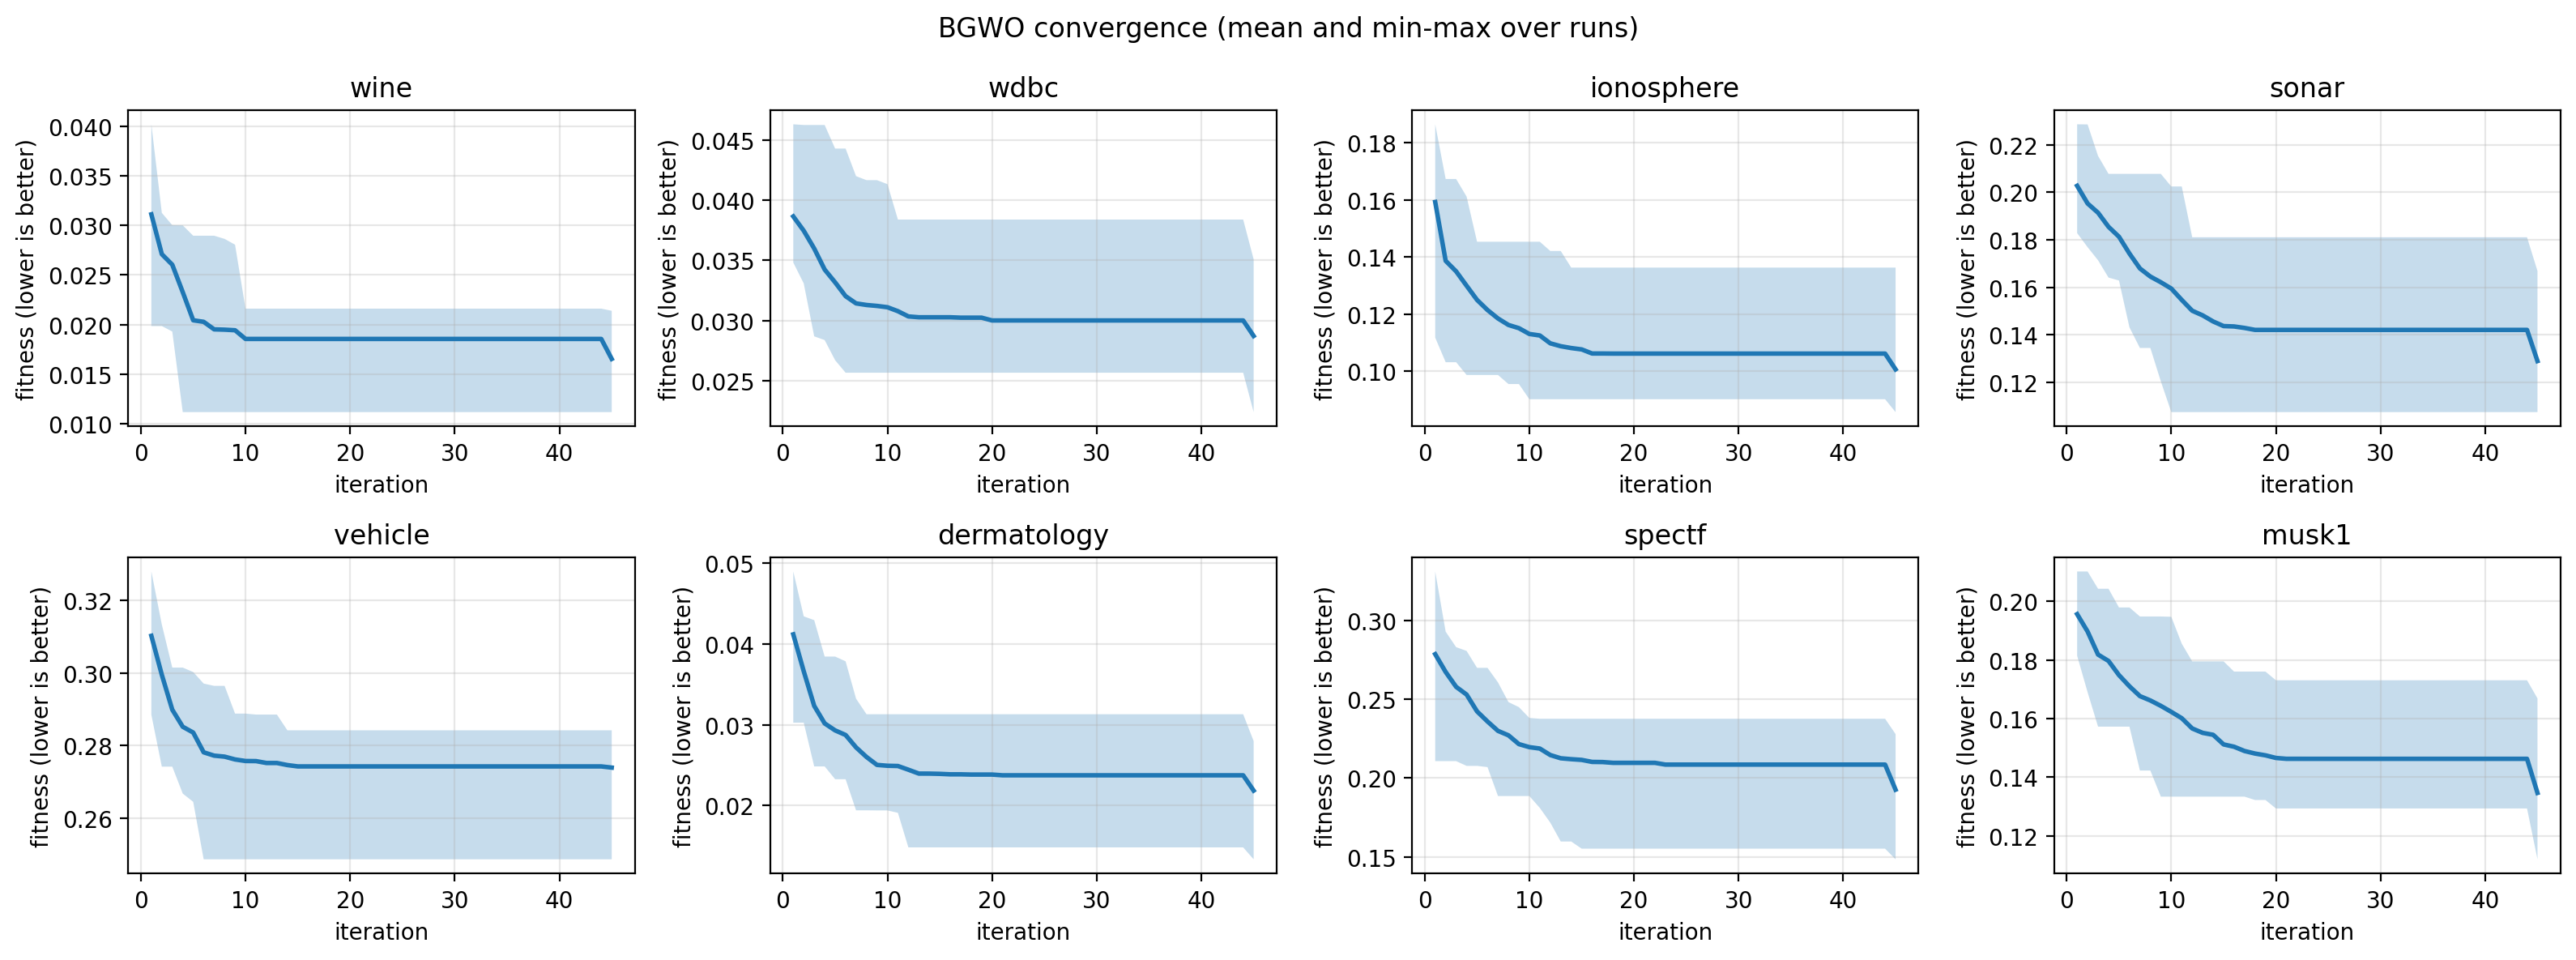 BGWO convergence (mean and min-max over runs)
wine
fitness (lower is better)
0.040
0.035
0.030
0.025
0.020
0.015
0.010
0 10 20 30 40
iteration
wdbc
fitness (lower is better)
0.045
0.040
0.035
0.030
0.025
0 10 20 30 40
iteration
ionosphere
fitness (lower is better)
0.18
0.16
0.14
0.12
0.10
0 10 20 30 40
iteration
sonar
fitness (lower is better)
0.22
0.20
0.18
0.16
0.14
0.12
0 10 20 30 40
iteration
vehicle
fitness (lower is better)
0.32
0.30
0.28
0.26
0 10 20 30 40
iteration
dermatology
fitness (lower is better)
0.05
0.04
0.03
0.02
0 10 20 30 40
iteration
spectf
fitness (lower is better)
0.30
0.25
0.20
0.15
0 10 20 30 40
iteration
musk1
fitness (lower is better)
0.20
0.18
0.16
0.14
0.12
0 10 20 30 40
iteration